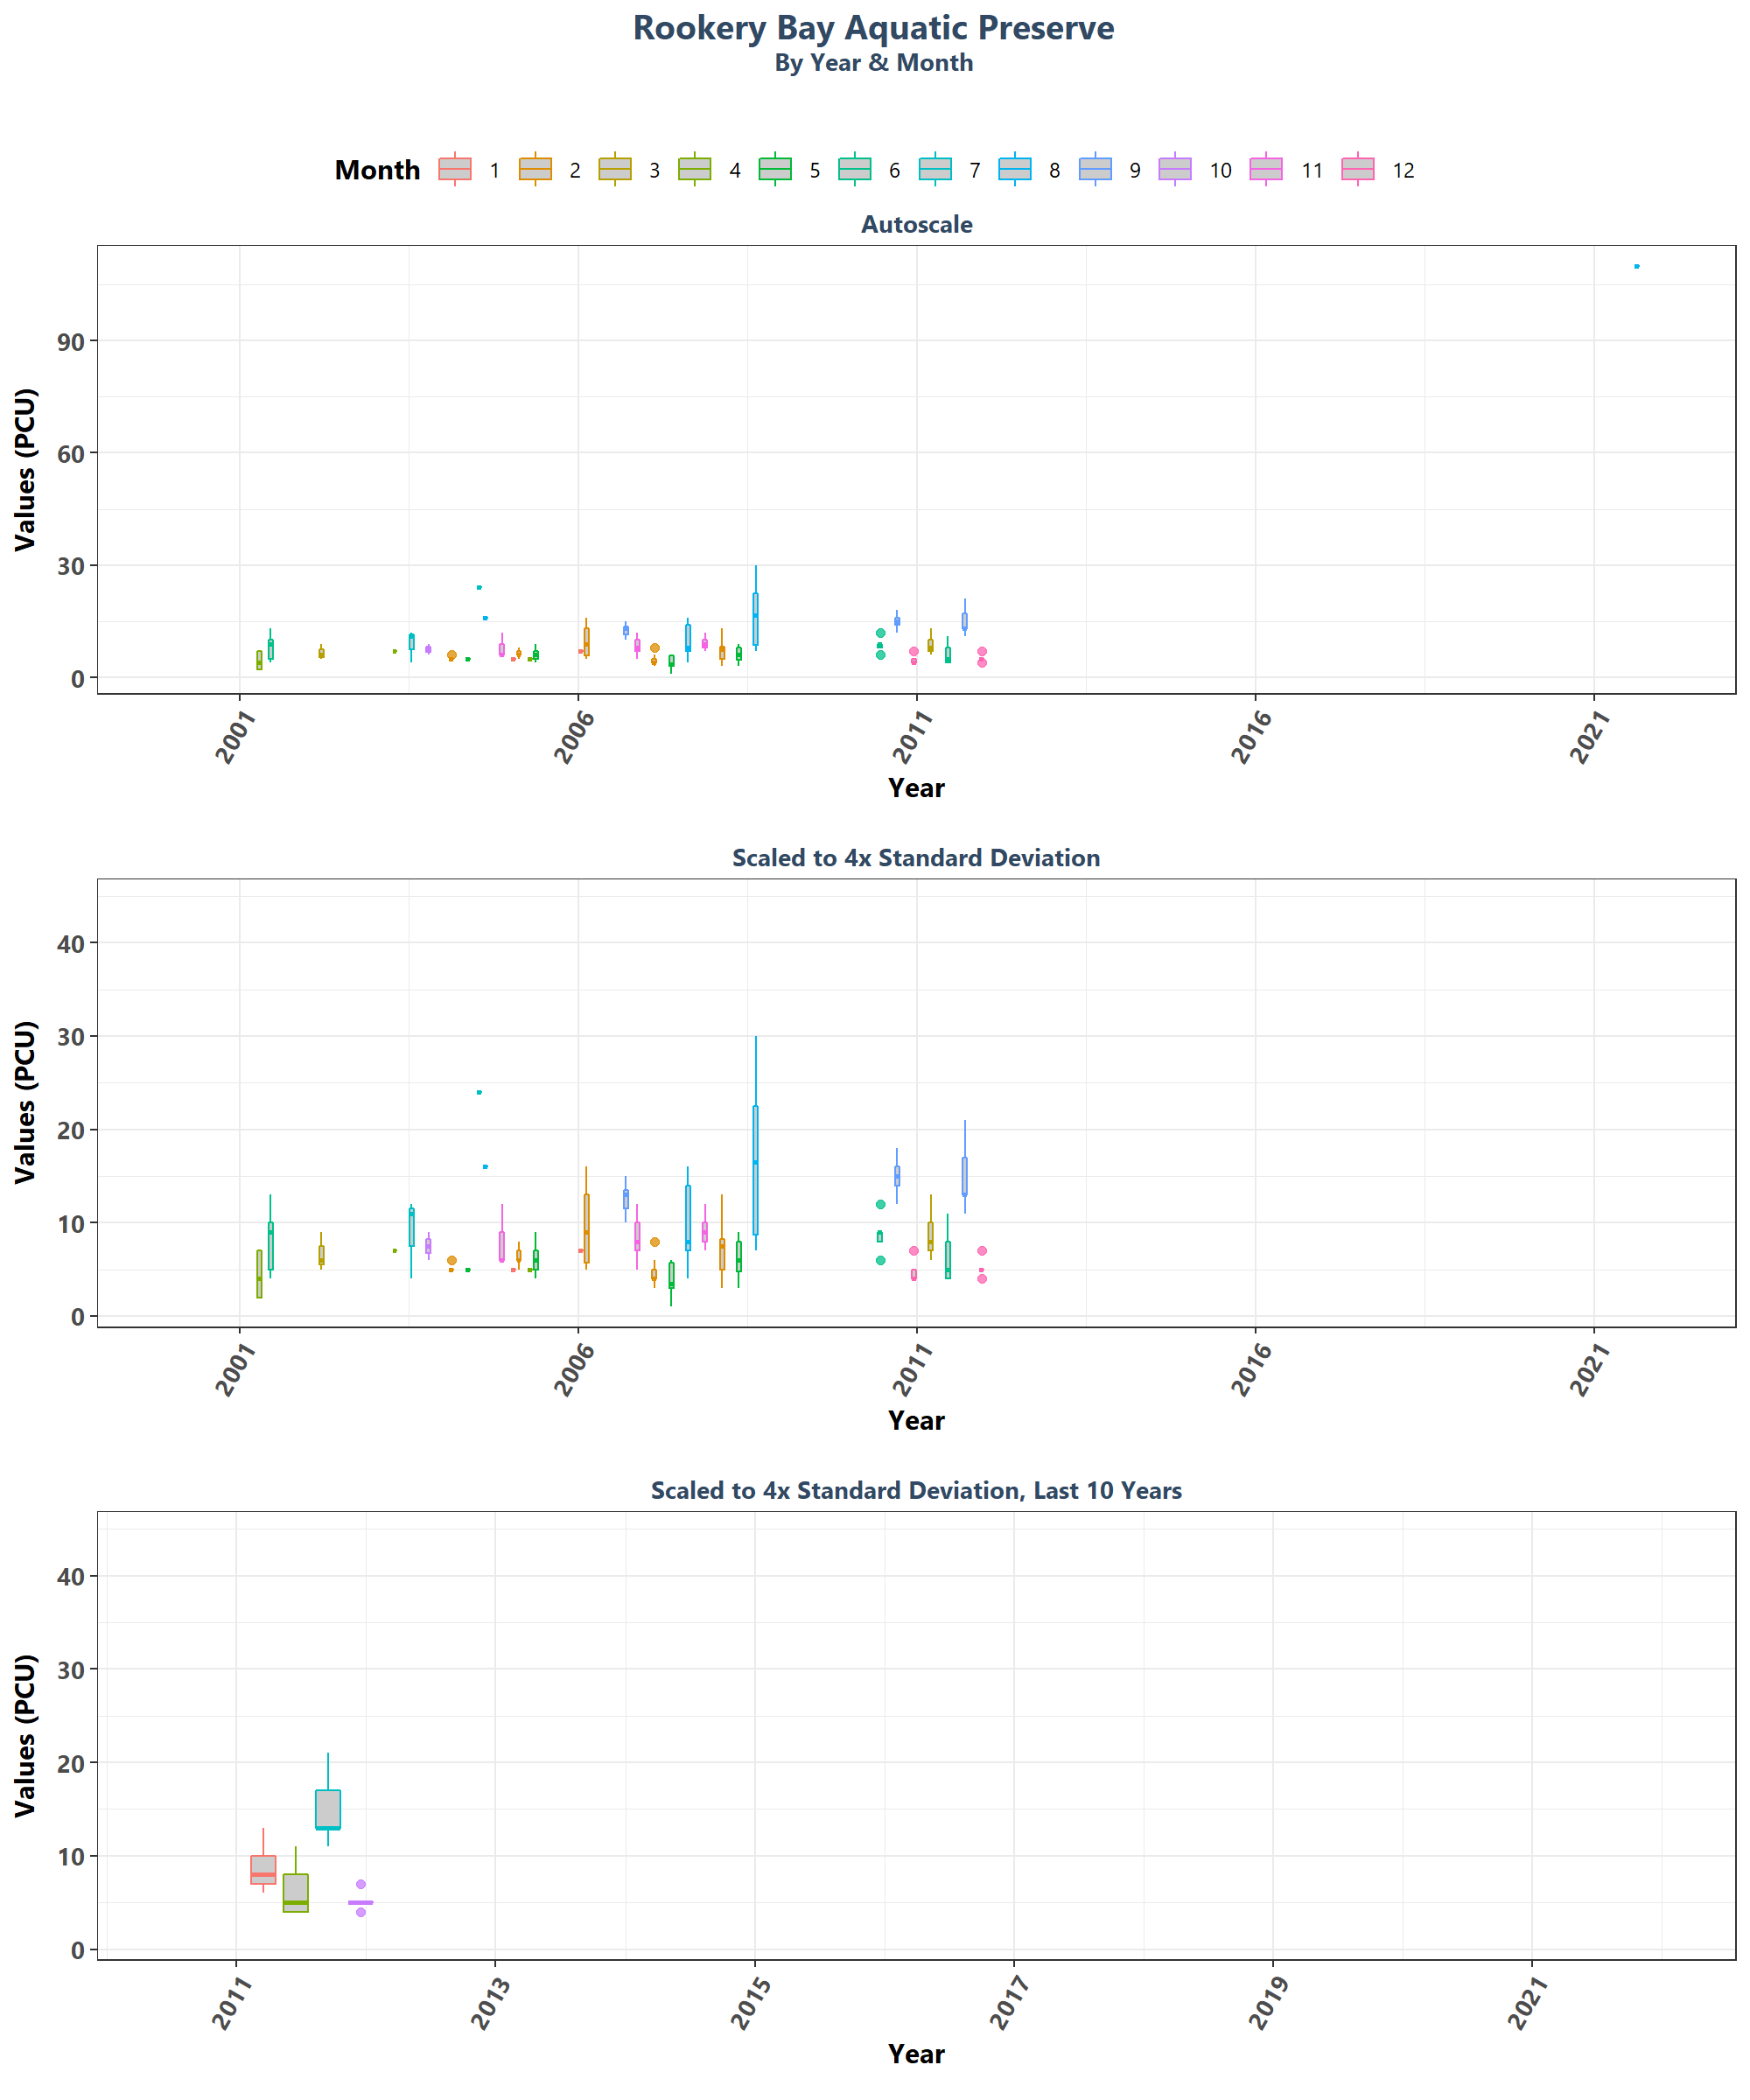 Rookery Bay Aquatic Preserve
By Year & Month
Month 1 2 3 4 5 6 7 8 9 10 11 12
Autoscale
Values (PCU)
90
60
30
0
2001 2006 2011 2016 2021
Year
Scaled to 4x Standard Deviation
Values (PCU)
40
30
20
10
0
2001 2006 2011 2016 2021
Year
Scaled to 4x Standard Deviation, Last 10 Years
Values (PCU)
40
30
20
10
0
2011 2013 2015 2017 2019 2021
Year